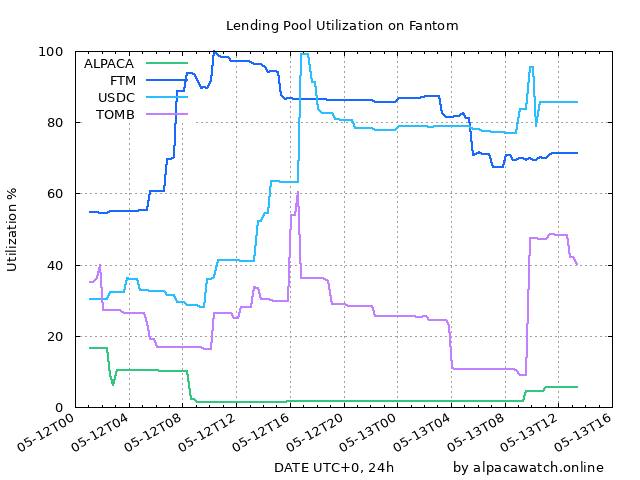 Lending Pool Utilization on Fantom
100
80
60
40
20
0
Utilization %
ALPACA
FTM
USDC
TOMB
05-12T00
05-12T04
05-12T08
05-12T12
05-12T16
05-12T20
05-13T00
05-13T04
05-13T08
05-13T12
05-13T16
DATE UTC+0, 24h
by alpacawatch.online